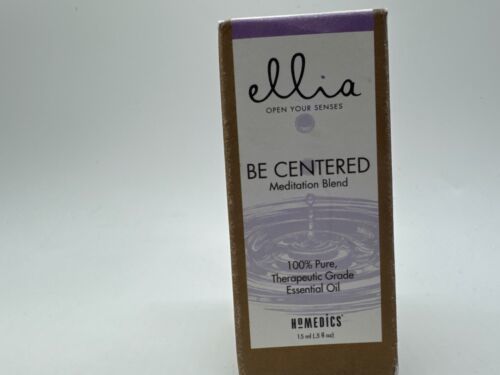 ellia
OPEN YOUR SENSES
BE CENTERED
Meditation Blend
100% Pure,
Therapeutic Grade
Essential Oil
HoMEDICS®
15 ml (.5 fl oz)